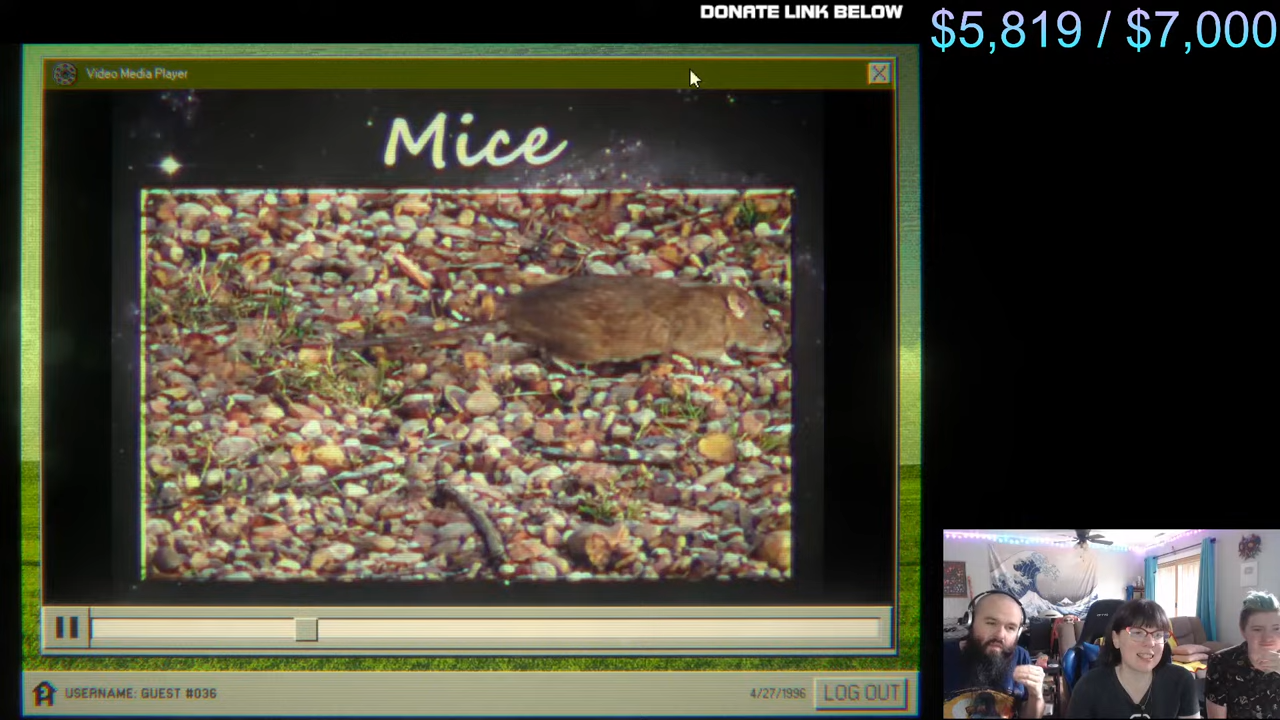 DONATE LINK BELOW
$5,819 / $7,000
Video Media Player
Mice
USERNAME: GUEST #036
4/27/1996
LOG OUT